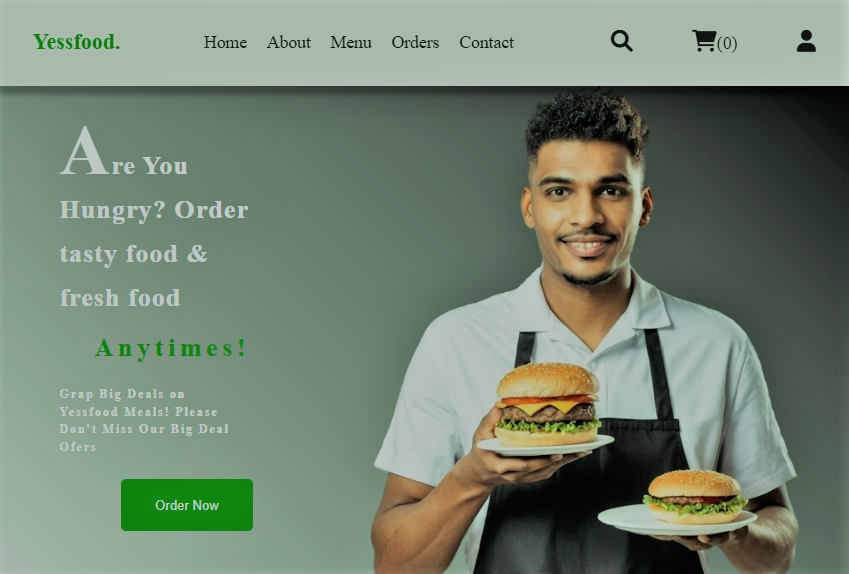 Yessfood.
Home About Menu Orders Contact
(0)
Are You
Hungry? Order
tasty food &
fresh food
Anytimes!
Grap Big Deals on
Yessfood Meals! Please
Don't Miss Our Big Deal
Ofers
Order Now